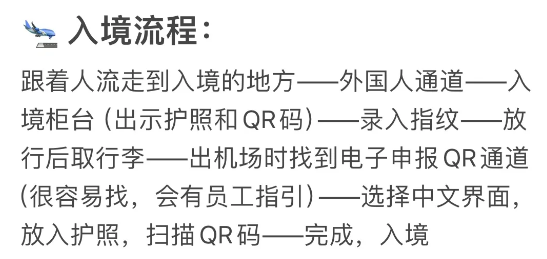 🛬 入境流程：
跟着人流走到入境的地方——外国人通道——入
境柜台（出示护照和QR码）——录入指纹——放
行后取行李——出机场时找到电子申报QR通道
（很容易找，会有员工指引）——选择中文界面，
放入护照，扫描QR码——完成，入境